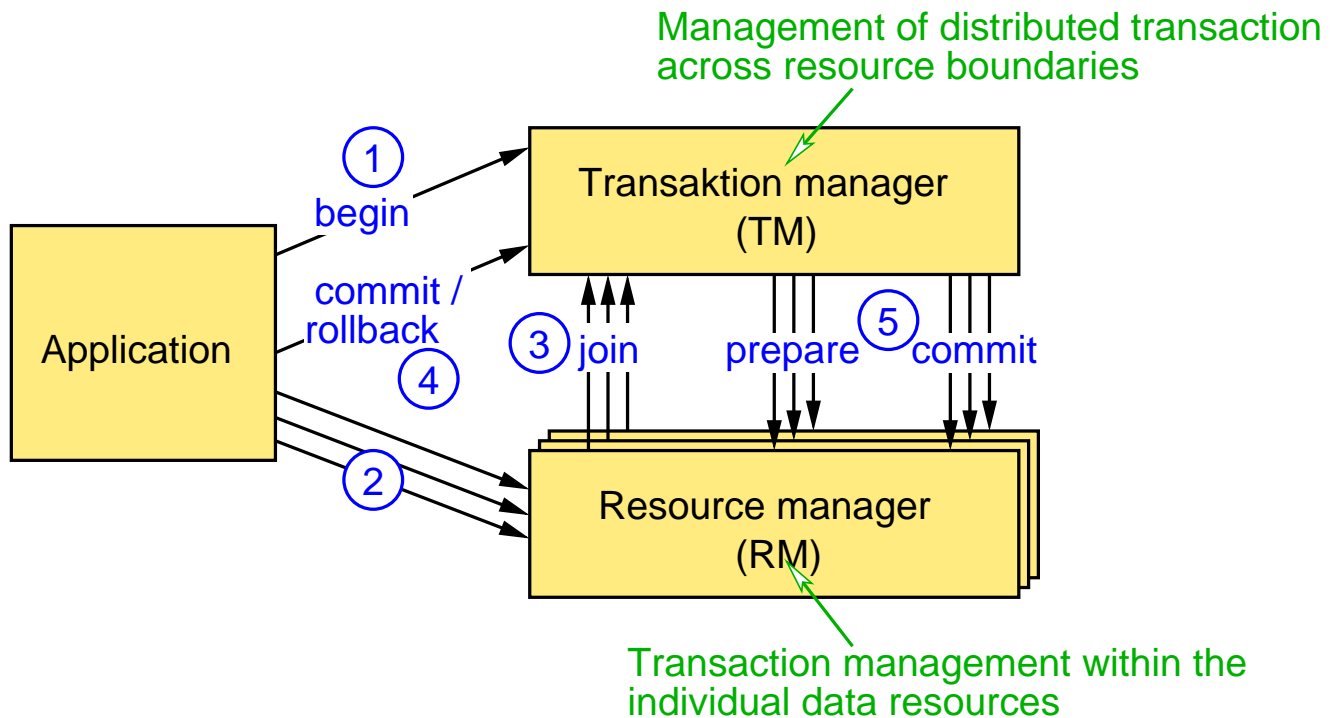 Management of distributed transaction
across resource boundaries
1
begin
Transaktion manager
(TM)
Application
commit /
rollback
4
3
join
prepare
5
commit
2
Resource manager
(RM)
Transaction management within the
individual data resources